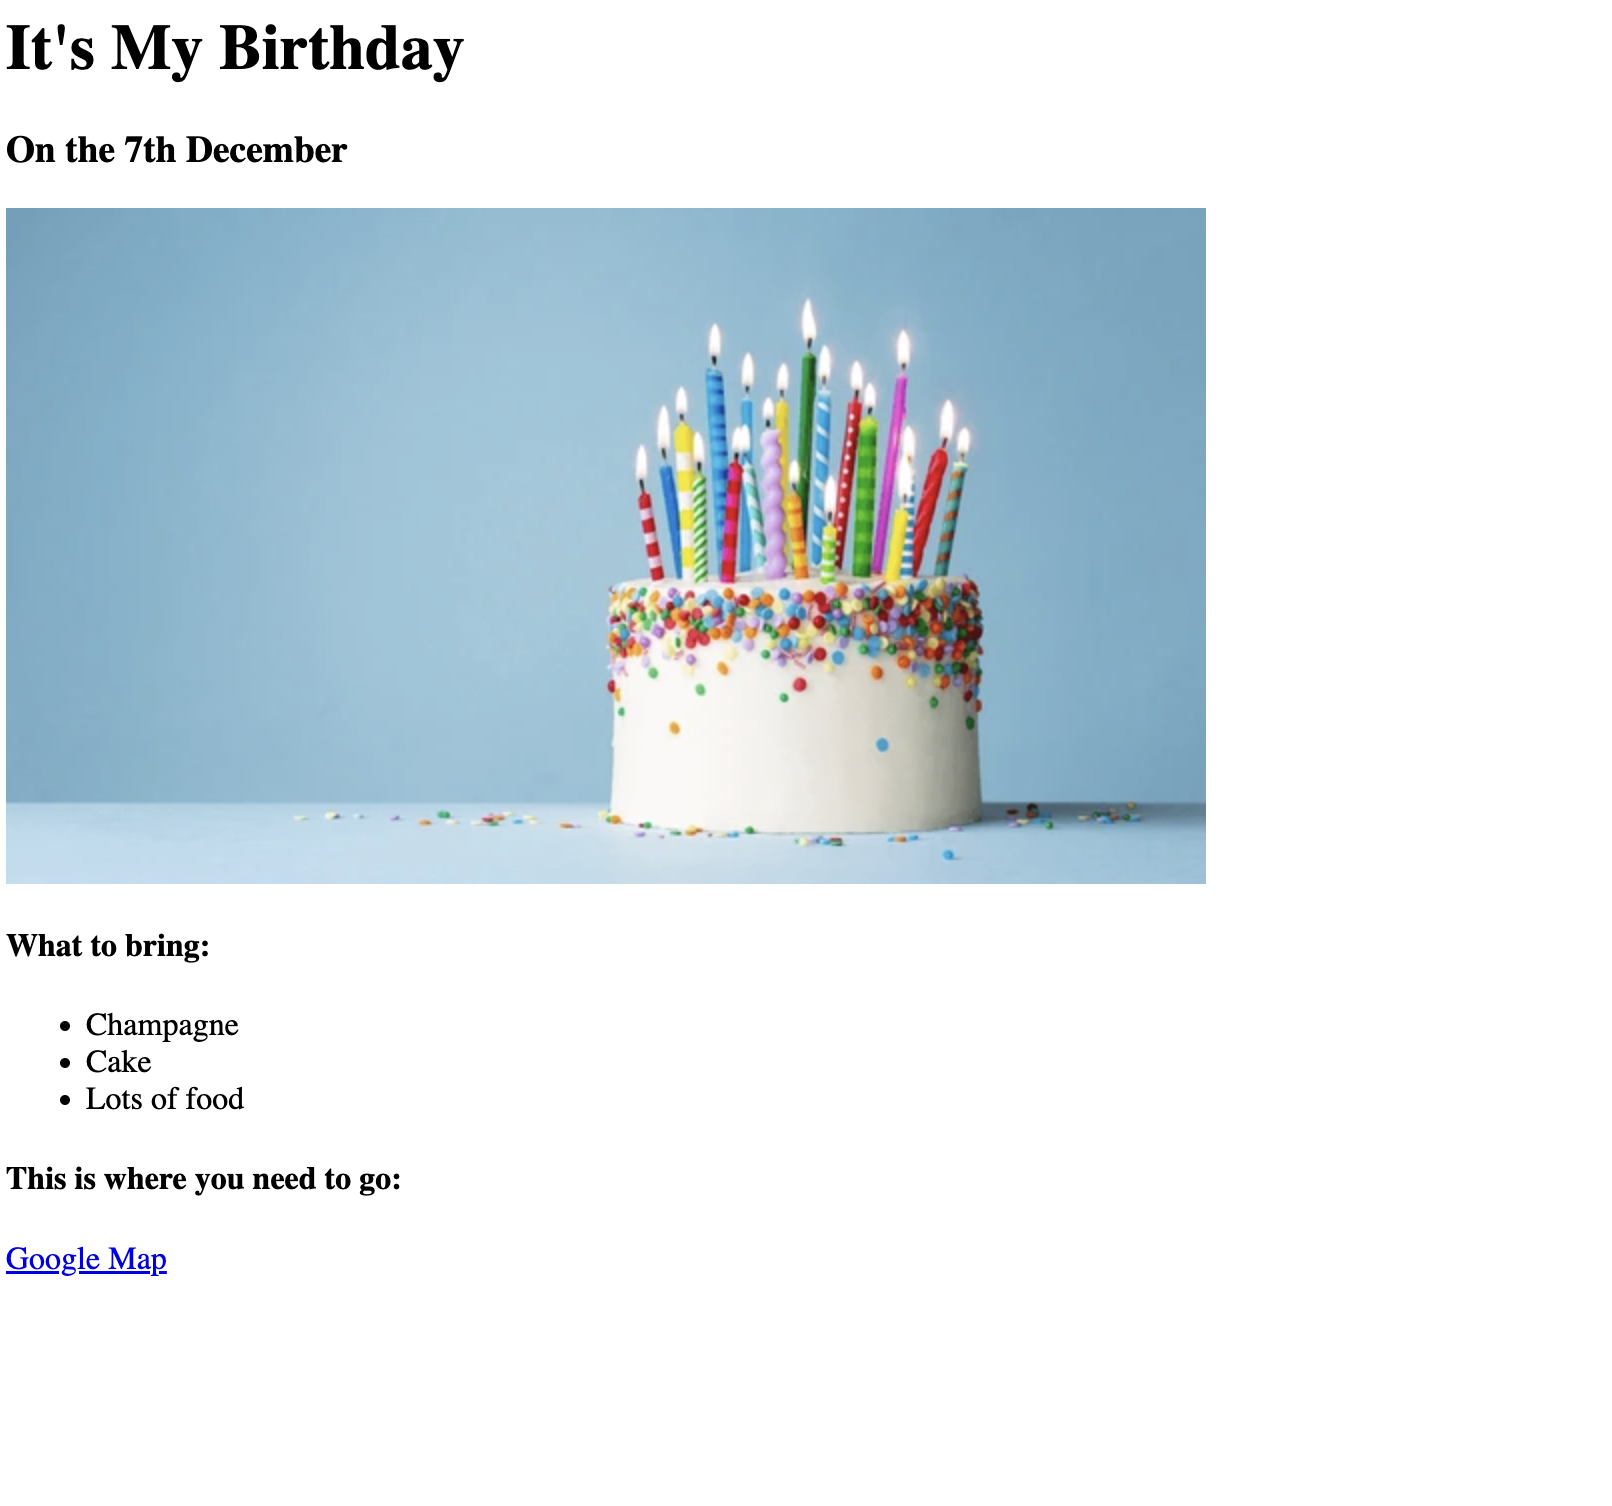 It's My Birthday
On the 7th December
What to bring:
Champagne
Cake
Lots of food
This is where you need to go:
Google Map